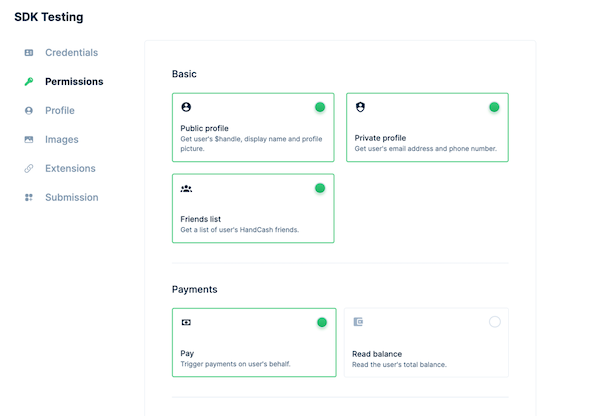 SDK Testing
Credentials
Permissions
Profile
Images
Extensions
Submission
Basic
Public profile
Get user's $handle, display name and profile
picture.
Private profile
Get user's email address and phone number.
Friends list
Get a list of user's HandCash friends.
Payments
Pay
Trigger payments on user's behalf.
Read balance
Read the user's total balance.